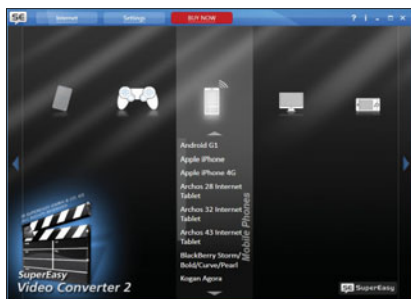 SE Internet Settings BUY NOW ? i
Android G1
Apple iPhone
Apple iPhone 4G
Archos 28 Internet
Tablet
Archos 32 Internet
Tablet
Archos 43 Internet
Tablet
BlackBerry Storm/
Bold/Curve/Pearl
Kogan Agora
Mobile Phones
SuperEasy
Video Converter 2
SE SuperEasy